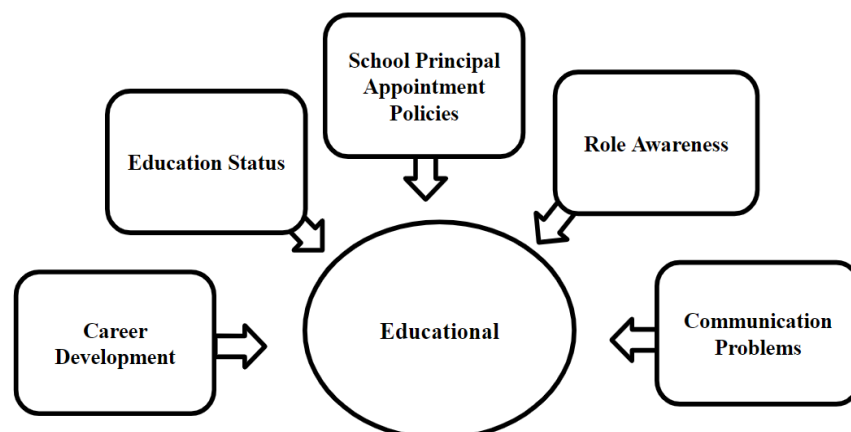 School Principal
Appointment
Policies
Education Status
Role Awareness
Career
Development
Educational
Communication
Problems